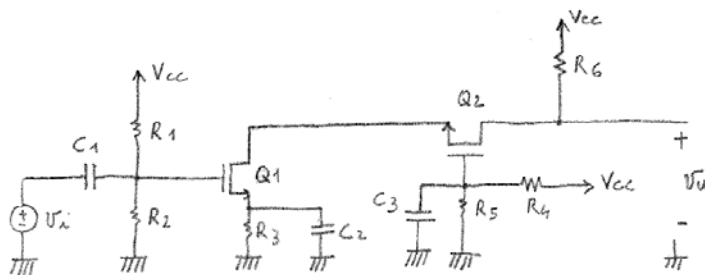 Vcc
Vcc
R6
Q2
C1
R1
Q1
Vcc
+
vi
R2
R3
C2
C3
R5
R4
vu
-